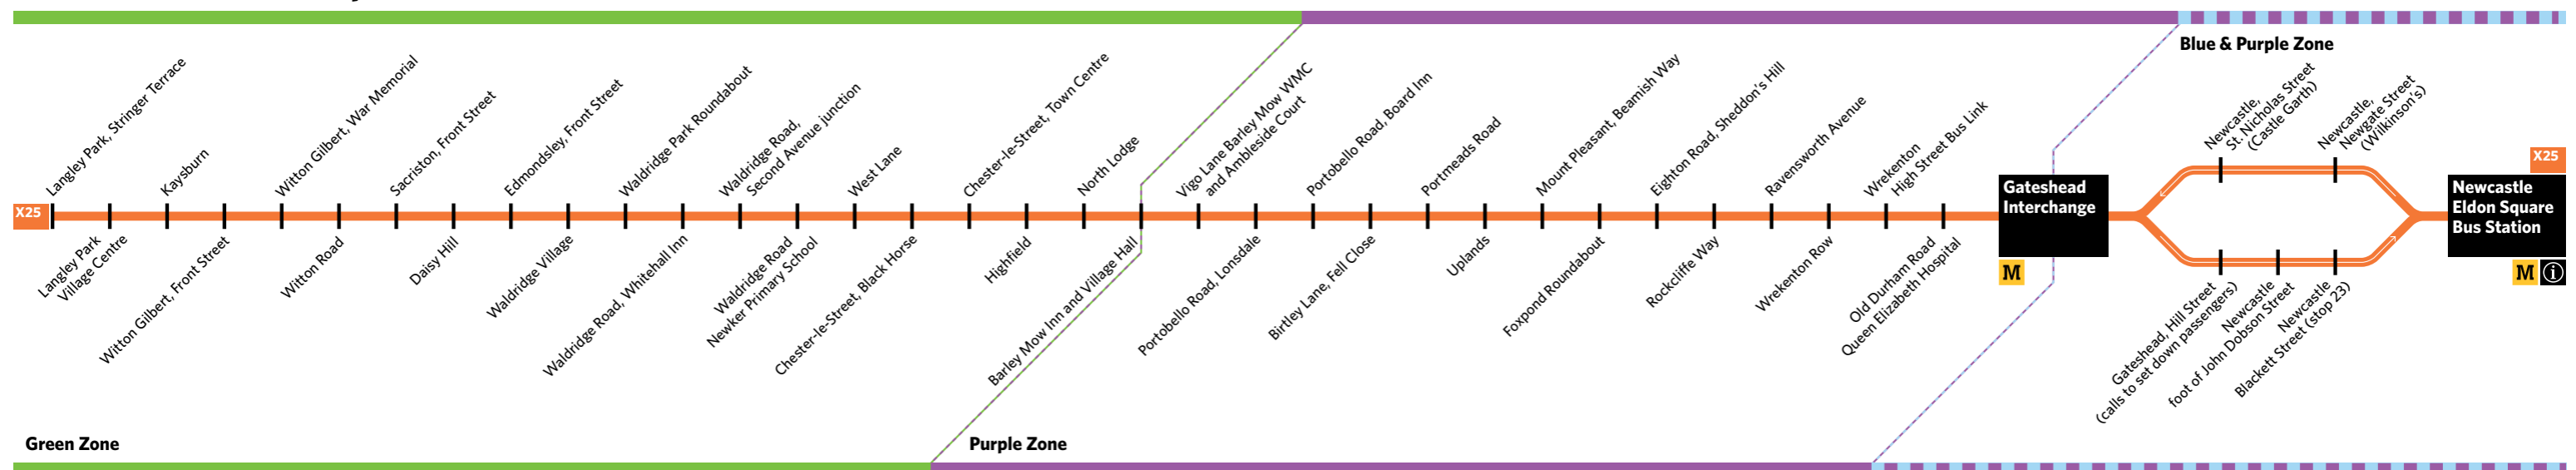 Blue & Purple Zone
Langley Park, Stringer Terrace
Kaysburn
Witton Gilbert, War Memorial
Sacriston, Front Street
Edmondsley, Front Street
Waldridge Park Roundabout
Waldridge Road,
Second Avenue junction
West Lane
Chester-le-Street, Town Centre
North Lodge
Vigo Lane Barley Mow WMC
and Ambleside Court
Portobello Road, Board Inn
Portmeads Road
Mount Pleasant, Beamish Way
Eighton Road, Sheddon's Hill
Ravensworth Avenue
Wrekenton
High Street Bus Link
Newcastle,
St. Nicholas Street
(Castle Garth)
Newcastle,
Newgate Street
(Wilkinson's)
X25
X25
Gateshead
Interchange
M
Newcastle
Eldon Square
Bus Station
M i
Langley Park
Village Centre
Witton Gilbert, Front Street
Witton Road
Daisy Hill
Waldridge Village
Waldridge Road, Whitehall Inn
Waldridge Road
Newker Primary School
Chester-le-Street, Black Horse
Highfield
Barley Mow Inn and Village Hall
Portobello Road, Lonsdale
Birtley Lane, Fell Close
Uplands
Foxpond Roundabout
Rockcliffe Way
Wrekenton Row
Old Durham Road
Queen Elizabeth Hospital
Gateshead, Hill Street
(calls to set down passengers)
Newcastle
foot of John Dobson Street
Newcastle
Blackett Street (stop 23)
Green Zone
Purple Zone